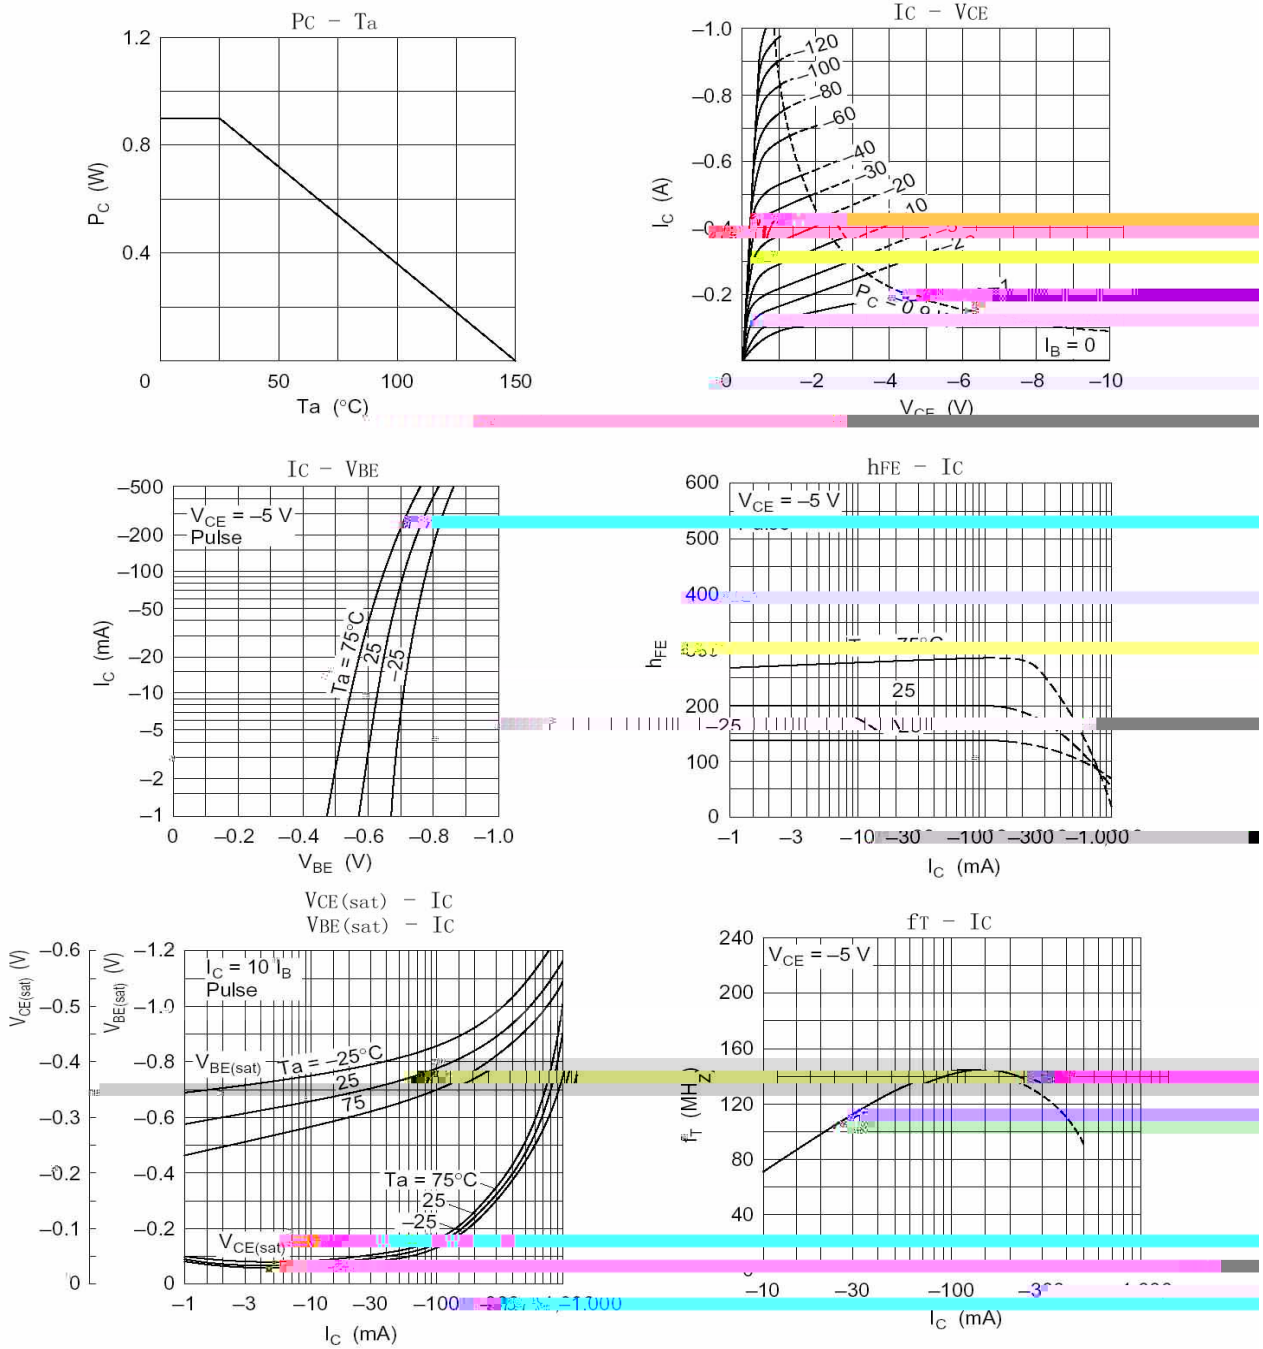 PC - Ta
1.2
0.8
0.4
0
50
100
150
PC (W)
Ta (°C)
IC - VCE
–1.0
–0.8
–0.6
–0.4
–0.2
0
–2
–4
–6
–8
–10
IC (A)
VCE (V)
–120
–100
–80
–60
–40
–30
–20
IB = 0
IC - VBE
–500
–200
–100
–50
–20
–10
–5
–2
–1
0
–0.2
–0.4
–0.6
–0.8
–1.0
IC (mA)
VBE (V)
VCE = –5 V
Pulse
Ta = 75°C
25
–25
hFE - IC
600
500
400
200
100
0
–1
–3
–10
–30
–100
–300
–1.000
hFE
IC (mA)
VCE = –5 V
25
–25
VCE(sat) - IC
VBE(sat) - IC
VCE(sat) (V)
VBE(sat) (V)
–0.6
–0.5
–0.4
–0.3
–0.2
–0.1
0
–1.2
–1.0
–0.8
–0.6
–0.4
–0.2
0
–1
–3
–10
–30
–100
–1.000
IC (mA)
IC = 10 IB
Pulse
VBE(sat)
Ta = –25°C
25
75
Ta = 75°C
25
–25
VCE(sat)
fT - IC
240
200
160
120
80
40
–10
–30
–100
fT (MHz)
IC (mA)
VCE = –5 V